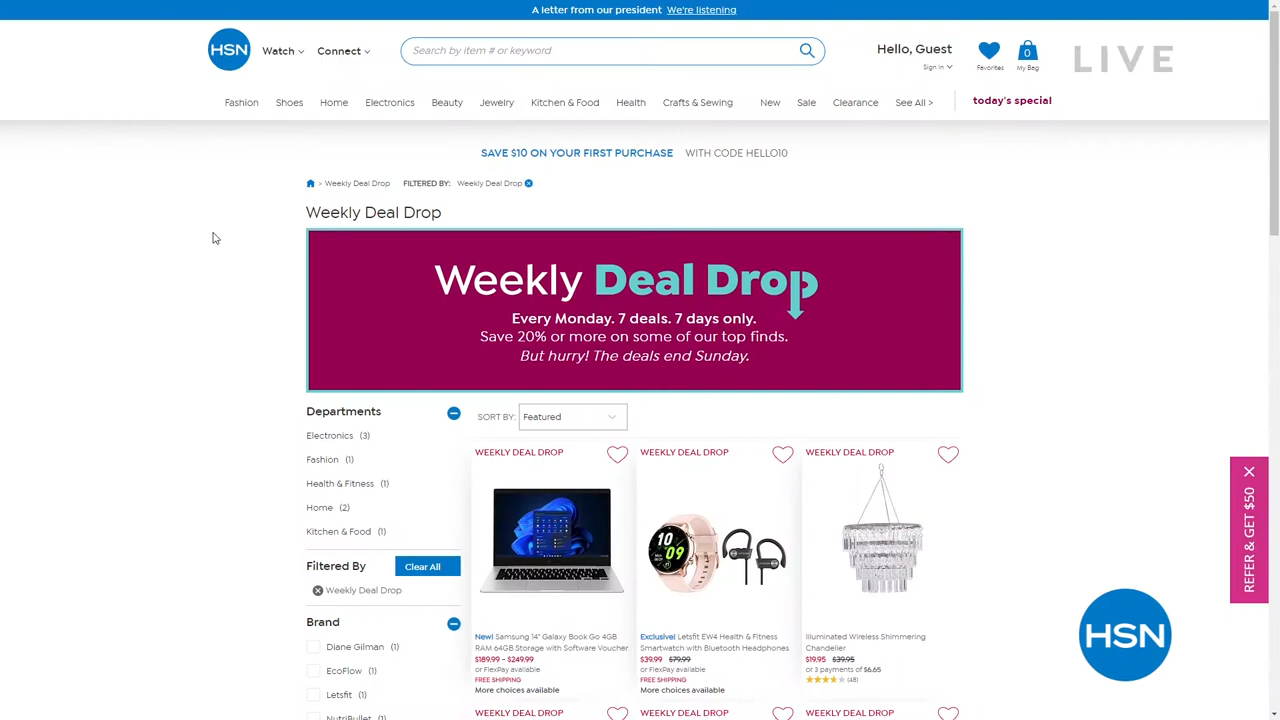 A letter from our president We're listening
HSN
Watch
Connect
Search by item # or keyword
Hello, Guest
Sign In
Favorites
0
My Bag
LIVE
Fashion Shoes Home Electronics Beauty Jewelry Kitchen & Food Health Crafts & Sewing New Sale Clearance See All >
today's special
SAVE $10 ON YOUR FIRST PURCHASE WITH CODE HELLO10
> Weekly Deal Drop FILTERED BY: Weekly Deal Drop
Weekly Deal Drop
Weekly Deal Drop
Every Monday. 7 deals. 7 days only.
Save 20% or more on some of our top finds.
But hurry! The deals end Sunday.
Departments
Electronics (3)
Fashion (1)
Health & Fitness (1)
Home (2)
Kitchen & Food (1)
Filtered By
Clear All
Weekly Deal Drop
Brand
Diane Gilman (1)
EcoFlow (1)
Letsfit (1)
NutriBullet (1)
SORT BY: Featured
WEEKLY DEAL DROP
New! Samsung 14" Galaxy Book Go 4GB
RAM 64GB Storage with Software Voucher
$189.99 - $249.99
or FlexPay available
FREE SHIPPING
More choices available
WEEKLY DEAL DROP
10
09
Exclusive! Letsfit EW4 Health & Fitness
Smartwatch with Bluetooth Headphones
$39.99 $79.99
or FlexPay available
FREE SHIPPING
More choices available
WEEKLY DEAL DROP
Illuminated Wireless Shimmering
Chandelier
$19.95 $39.95
or 3 payments of $6.65
(48)
WEEKLY DEAL DROP
WEEKLY DEAL DROP
WEEKLY DEAL DROP
REFER & GET $50
HSN